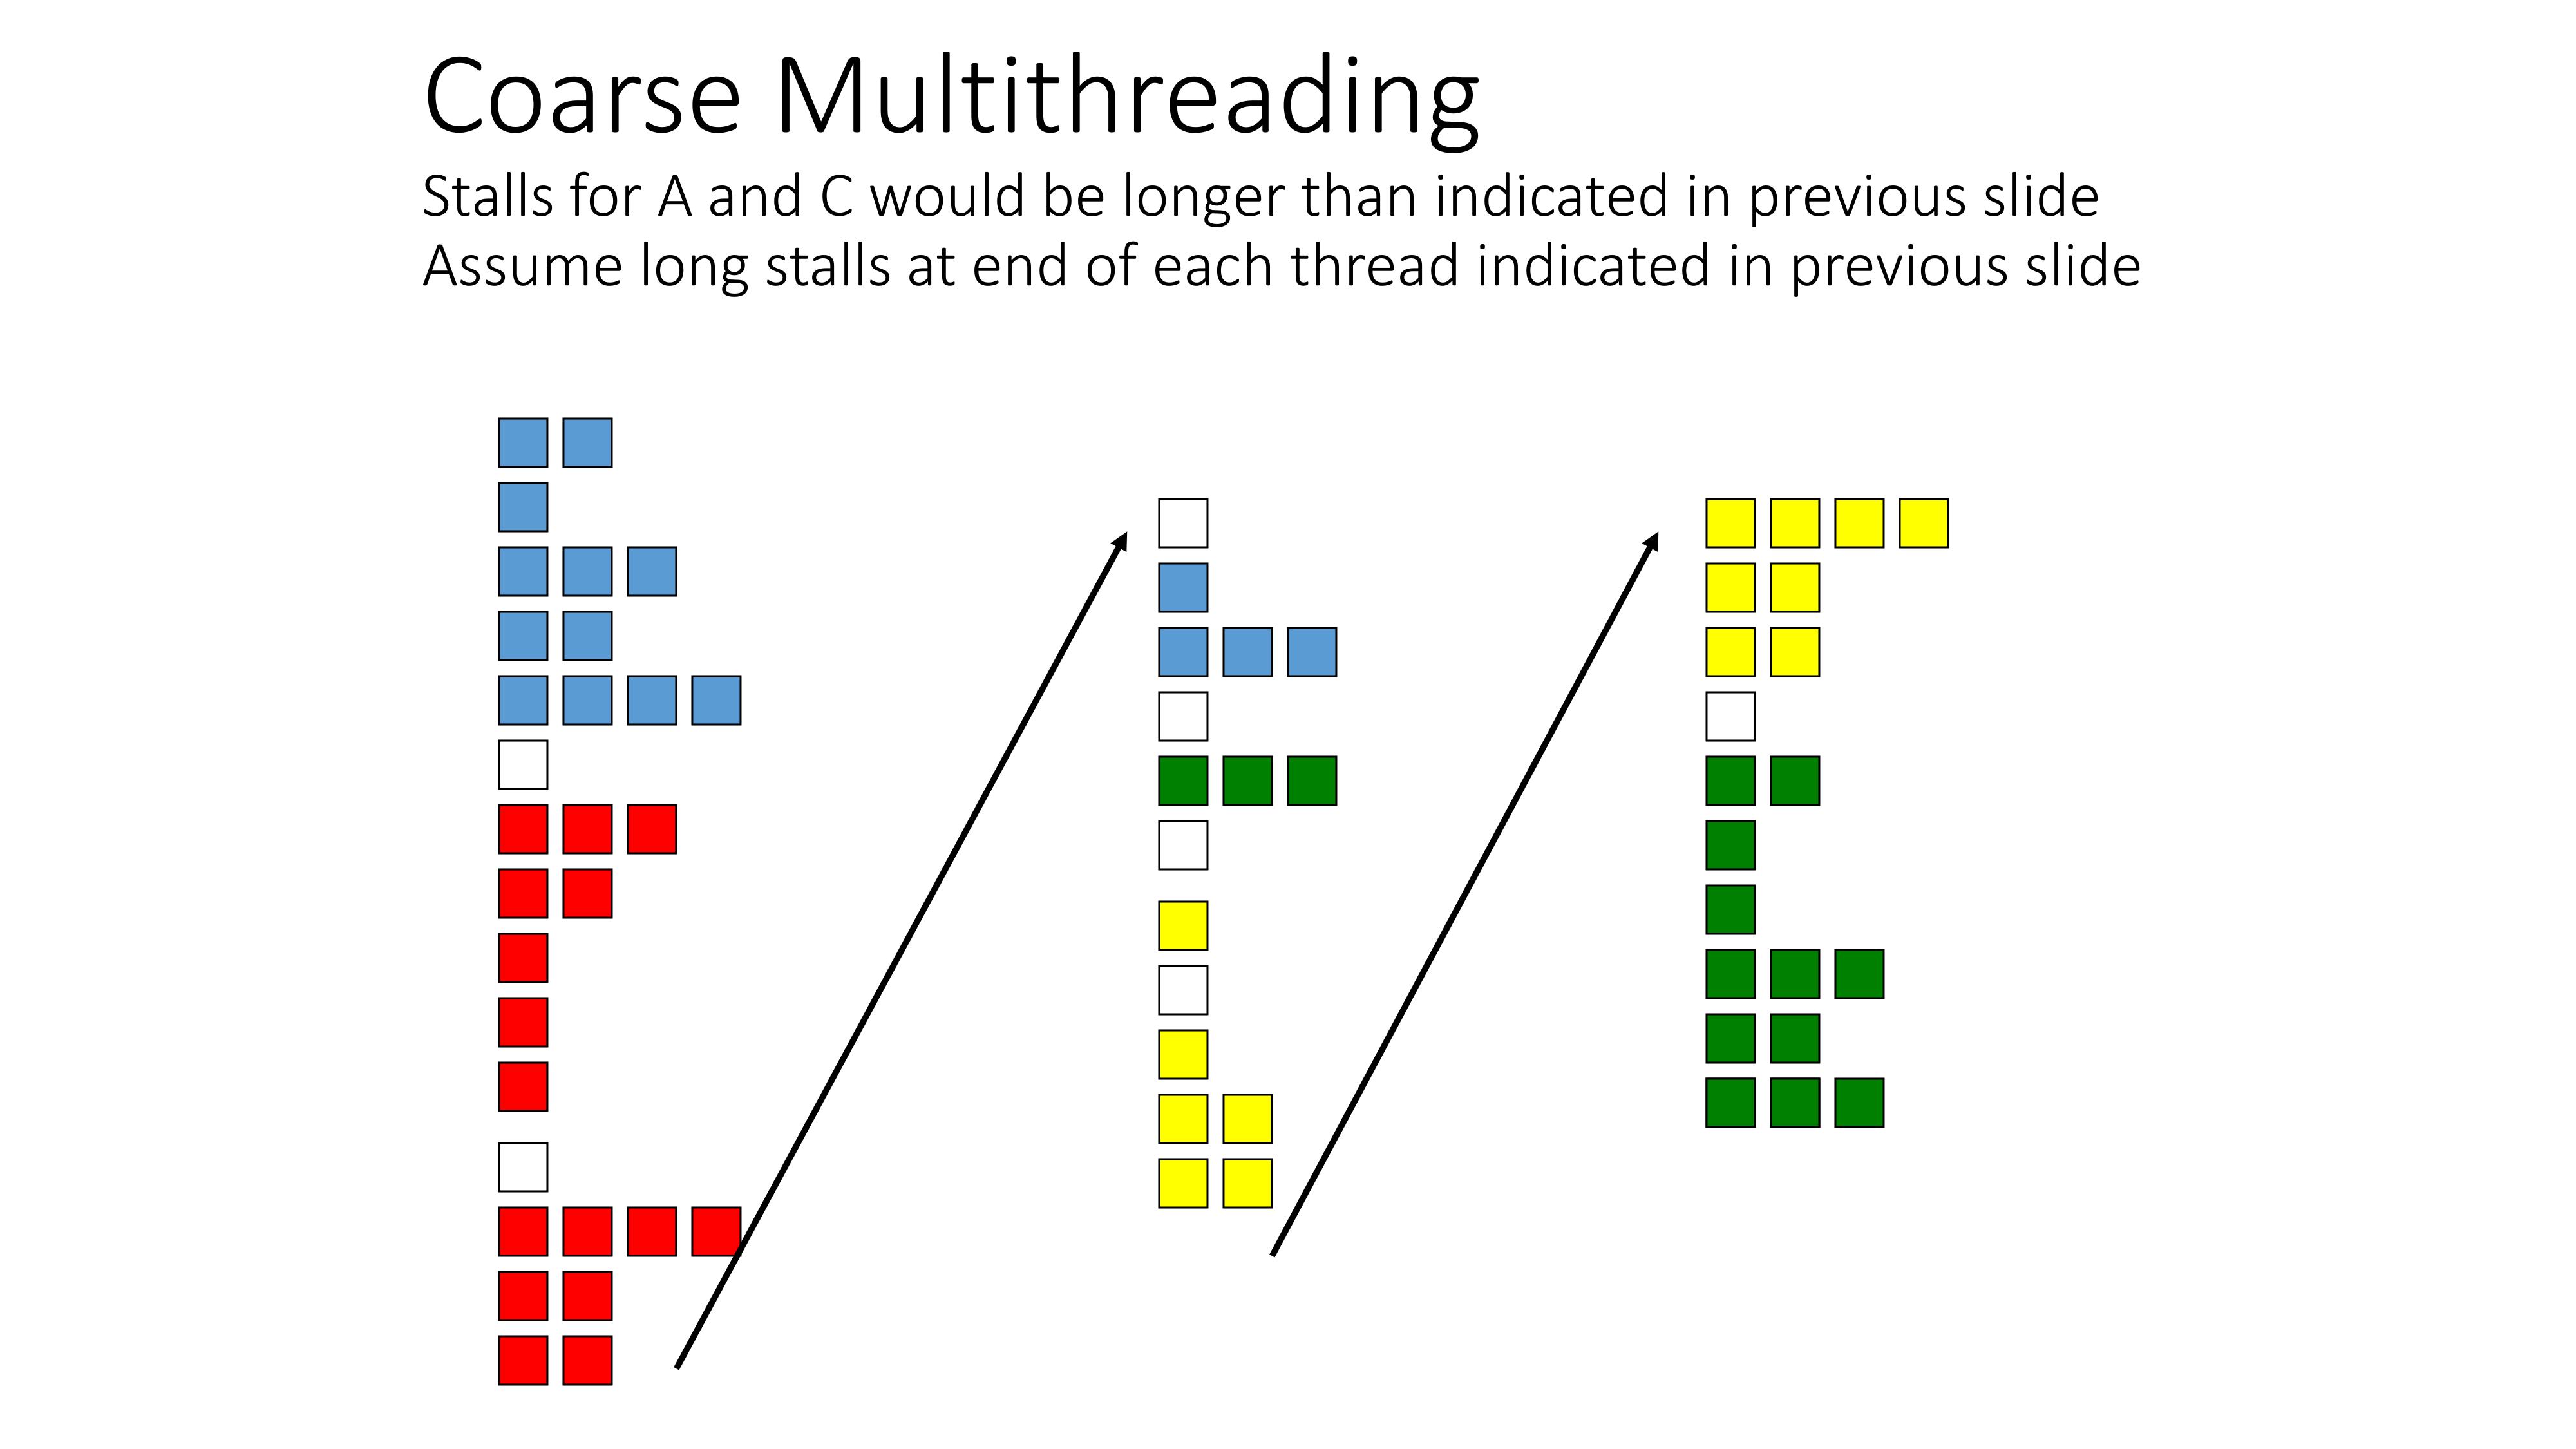 Coarse Multithreading
Stalls for A and C would be longer than indicated in previous slide
Assume long stalls at end of each thread indicated in previous slide